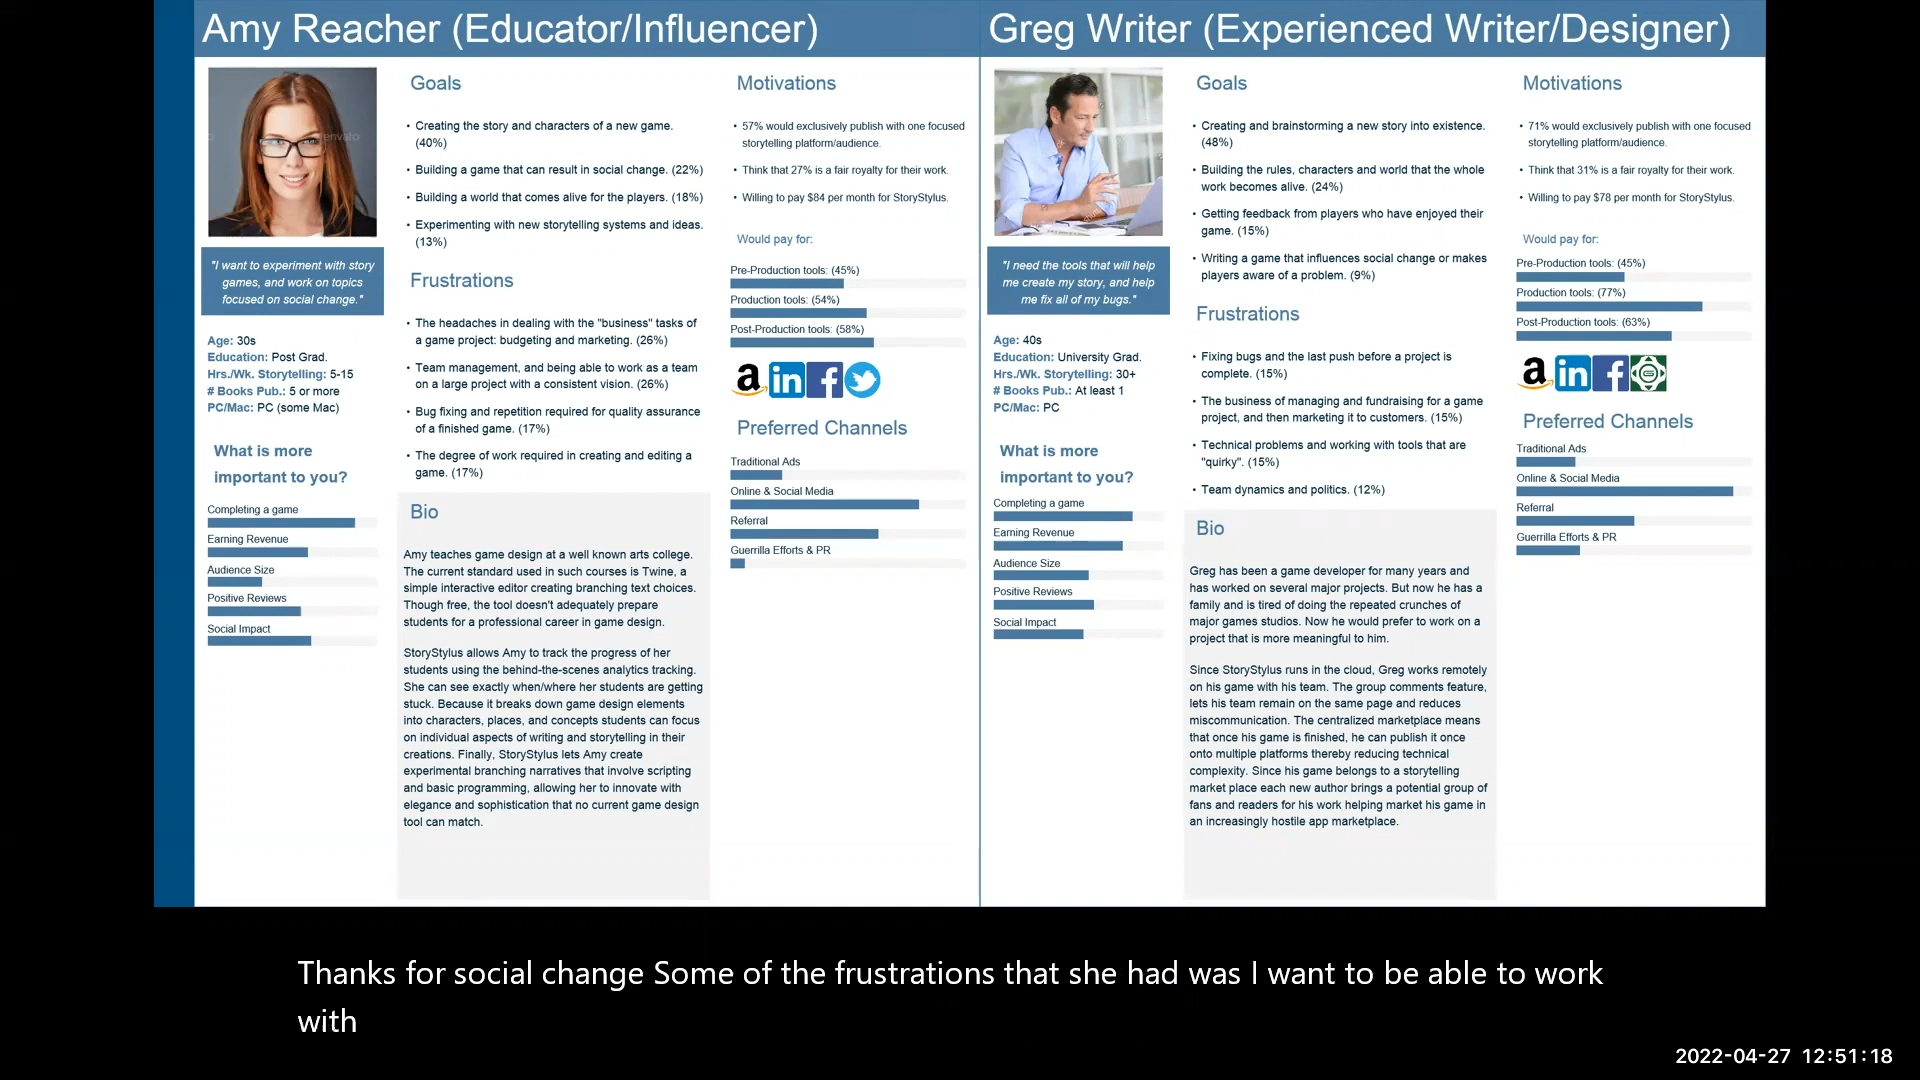 Amy Reacher (Educator/Influencer)
"I want to experiment with story
games, and work on topics
focused on social change."
Age: 30s
Education: Post Grad.
Hrs./Wk. Storytelling: 5-15
# Books Pub.: 5 or more
PC/Mac: PC (some Mac)
What is more
important to you?
Completing a game
Earning Revenue
Audience Size
Positive Reviews
Social Impact
Goals
• Creating the story and characters of a new game.
(40%)
• Building a game that can result in social change. (22%)
• Building a world that comes alive for the players. (18%)
• Experimenting with new storytelling systems and ideas.
(13%)
Frustrations
• The headaches in dealing with the "business" tasks of
a game project: budgeting and marketing. (26%)
• Team management, and being able to work as a team
on a large project with a consistent vision. (26%)
• Bug fixing and repetition required for quality assurance
of a finished game. (17%)
• The degree of work required in creating and editing a
game. (17%)
Bio
Amy teaches game design at a well known arts college.
The current standard used in such courses is Twine, a
simple interactive editor creating branching text choices.
Though free, the tool doesn't adequately prepare
students for a professional career in game design.
StoryStylus allows Amy to track the progress of her
students using the behind-the-scenes analytics tracking.
She can see exactly when/where her students are getting
stuck. Because it breaks down game design elements
into characters, places, and concepts students can focus
on individual aspects of writing and storytelling in their
creations. Finally, StoryStylus lets Amy create
experimental branching narratives that involve scripting
and basic programming, allowing her to innovate with
elegance and sophistication that no current game design
tool can match.
Motivations
• 57% would exclusively publish with one focused
storytelling platform/audience.
• Think that 27% is a fair royalty for their work.
• Willing to pay $84 per month for StoryStylus.
Would pay for:
Pre-Production tools: (45%)
Production tools: (54%)
Post-Production tools: (58%)
a in f
Preferred Channels
Traditional Ads
Online & Social Media
Referral
Guerrilla Efforts & PR
Greg Writer (Experienced Writer/Designer)
"I need the tools that will help
me create my story, and help
me fix all of my bugs."
Age: 40s
Education: University Grad.
Hrs./Wk. Storytelling: 30+
# Books Pub.: At least 1
PC/Mac: PC
What is more
important to you?
Completing a game
Earning Revenue
Audience Size
Positive Reviews
Social Impact
Goals
• Creating and brainstorming a new story into existence.
(48%)
• Building the rules, characters and world that the whole
work becomes alive. (24%)
• Getting feedback from players who have enjoyed their
game. (15%)
• Writing a game that influences social change or makes
players aware of a problem. (9%)
Frustrations
• Fixing bugs and the last push before a project is
complete. (15%)
• The business of managing and fundraising for a game
project, and then marketing it to customers. (15%)
• Technical problems and working with tools that are
"quirky". (15%)
• Team dynamics and politics. (12%)
Bio
Greg has been a game developer for many years and
has worked on several major projects. But now he has a
family and is tired of doing the repeated crunches of
major games studios. Now he would prefer to work on a
project that is more meaningful to him.
Since StoryStylus runs in the cloud, Greg works remotely
on his game with his team. The group comments feature,
lets his team remain on the same page and reduces
miscommunication. The centralized marketplace means
that once his game is finished, he can publish it once
onto multiple platforms thereby reducing technical
complexity. Since his game belongs to a storytelling
market place each new author brings a potential group of
fans and readers for his work helping market his game in
an increasingly hostile app marketplace.
Motivations
• 71% would exclusively publish with one focused
storytelling platform/audience.
• Think that 31% is a fair royalty for their work.
• Willing to pay $78 per month for StoryStylus.
Would pay for:
Pre-Production tools: (45%)
Production tools: (77%)
Post-Production tools: (63%)
a in f
Preferred Channels
Traditional Ads
Online & Social Media
Referral
Guerrilla Efforts & PR
Thanks for social change Some of the frustrations that she had was I want to be able to work
with
2022-04-27 12:51:18